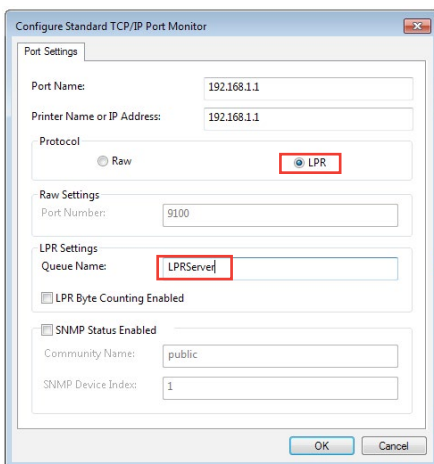 Configure Standard TCP/IP Port Monitor
Port Settings
Port Name: 192.168.1.1
Printer Name or IP Address: 192.168.1.1
Protocol
Raw LPR
Raw Settings
Port Number: 9100
LPR Settings
Queue Name: LPRServer
LPR Byte Counting Enabled
SNMP Status Enabled
Community Name: public
SNMP Device Index: 1
OK Cancel